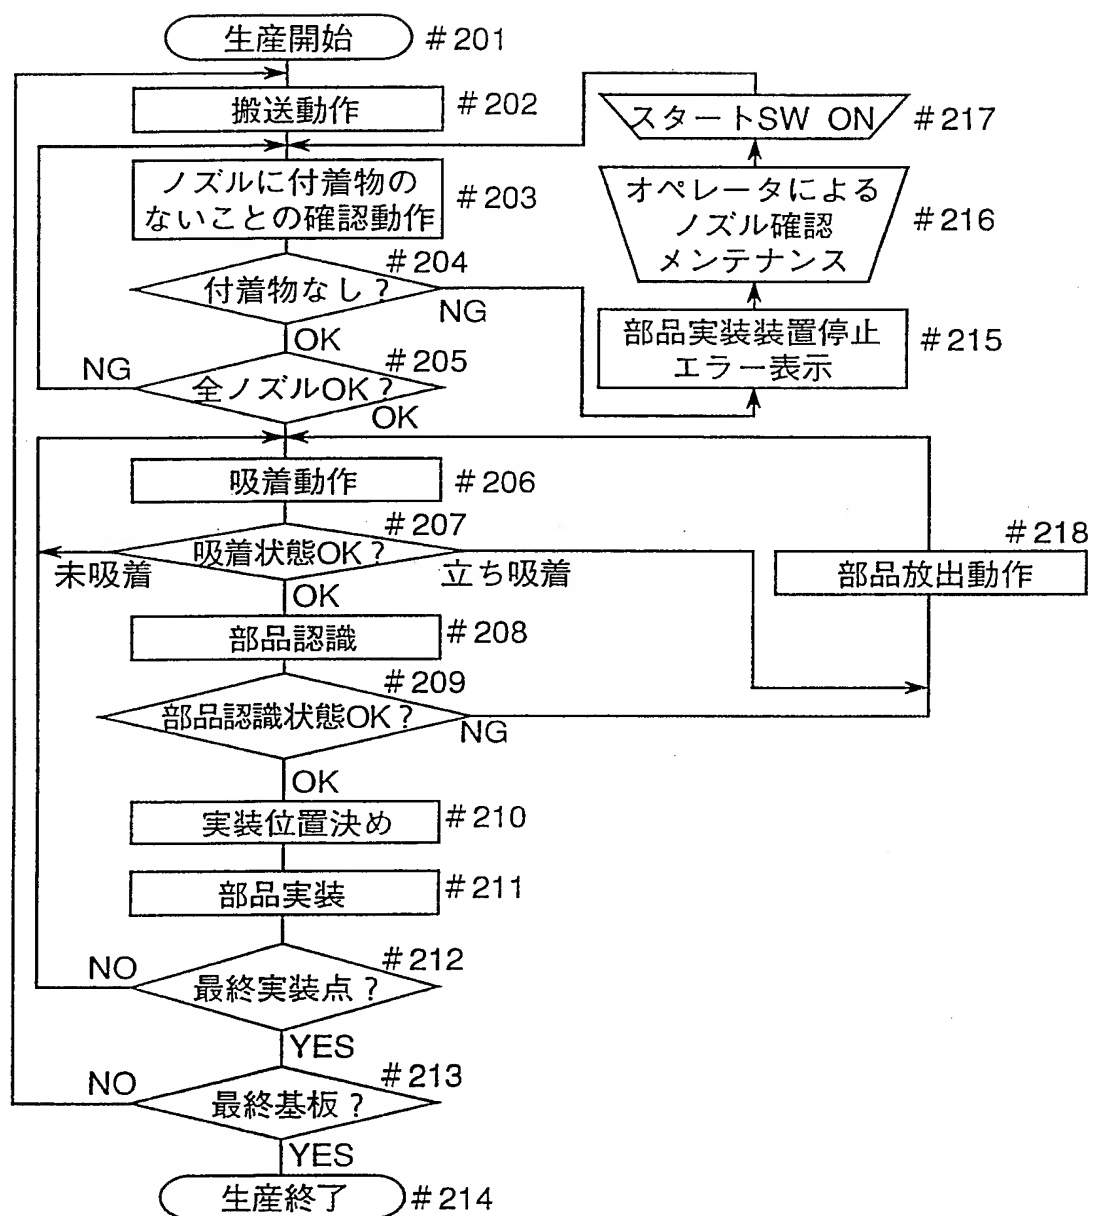 生産開始 #201
搬送動作 #202
ノズルに付着物の
ないことの確認動作 #203
付着物なし? #204
NG
OK
全ノズルOK? #205
NG
OK
吸着動作 #206
吸着状態OK? #207
未吸着
立ち吸着
OK
部品認識 #208
部品認識状態OK? #209
NG
OK
実装位置決め #210
部品実装 #211
最終実装点? #212
NO
YES
最終基板? #213
NO
YES
生産終了 #214
スタートSW ON #217
オペレータによる
ノズル確認
メンテナンス #216
部品実装装置停止
エラー表示 #215
#218
部品放出動作